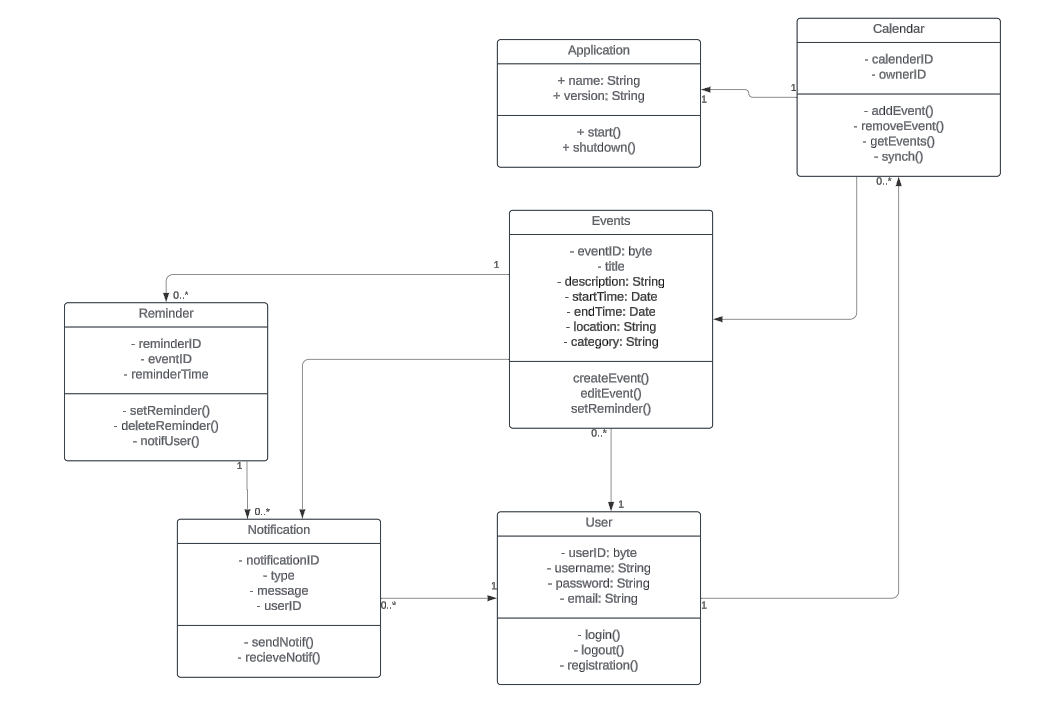 Calendar
- calenderID
- ownerID
- addEvent()
- removeEvent()
- getEvents()
- synch()
Application
+ name: String
+ version: String
+ start()
+ shutdown()
1
1
0..*
Events
- eventID: byte
- title
- description: String
- startTime: Date
- endTime: Date
- location: String
- category: String
createEvent()
editEvent()
setReminder()
1
0..*
Reminder
- reminderID
- eventID
- reminderTime
- setReminder()
- deleteReminder()
- notifUser()
0..*
1
1
0..*
Notification
- notificationID
- type
- message
- userID
- sendNotif()
- recieveNotif()
0..*
1
User
- userID: byte
- username: String
- password: String
- email: String
- login()
- logout()
- registration()
1